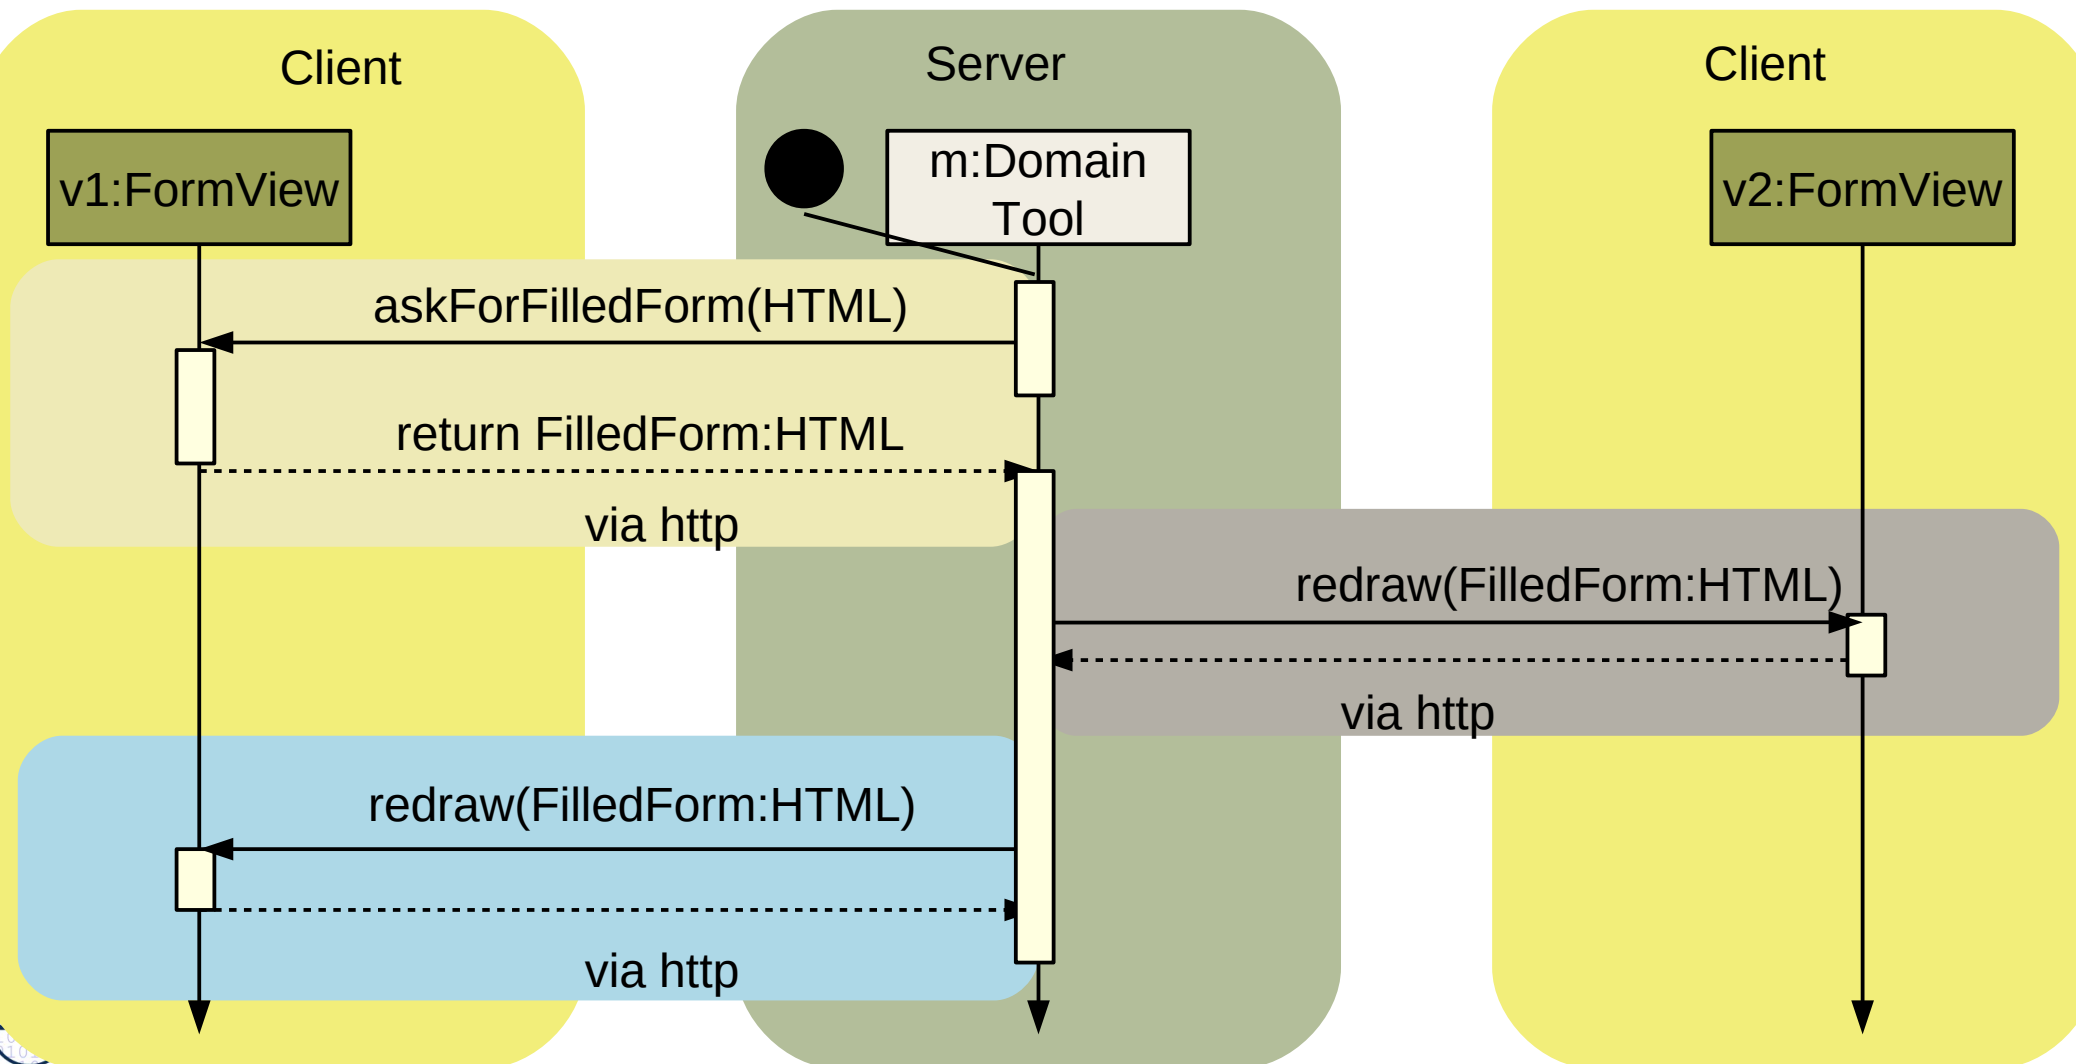 Client
Server
Client
v1:FormView
m:Domain
Tool
v2:FormView
askForFilledForm(HTML)
return FilledForm:HTML
via http
redraw(FilledForm:HTML)
via http
redraw(FilledForm:HTML)
via http